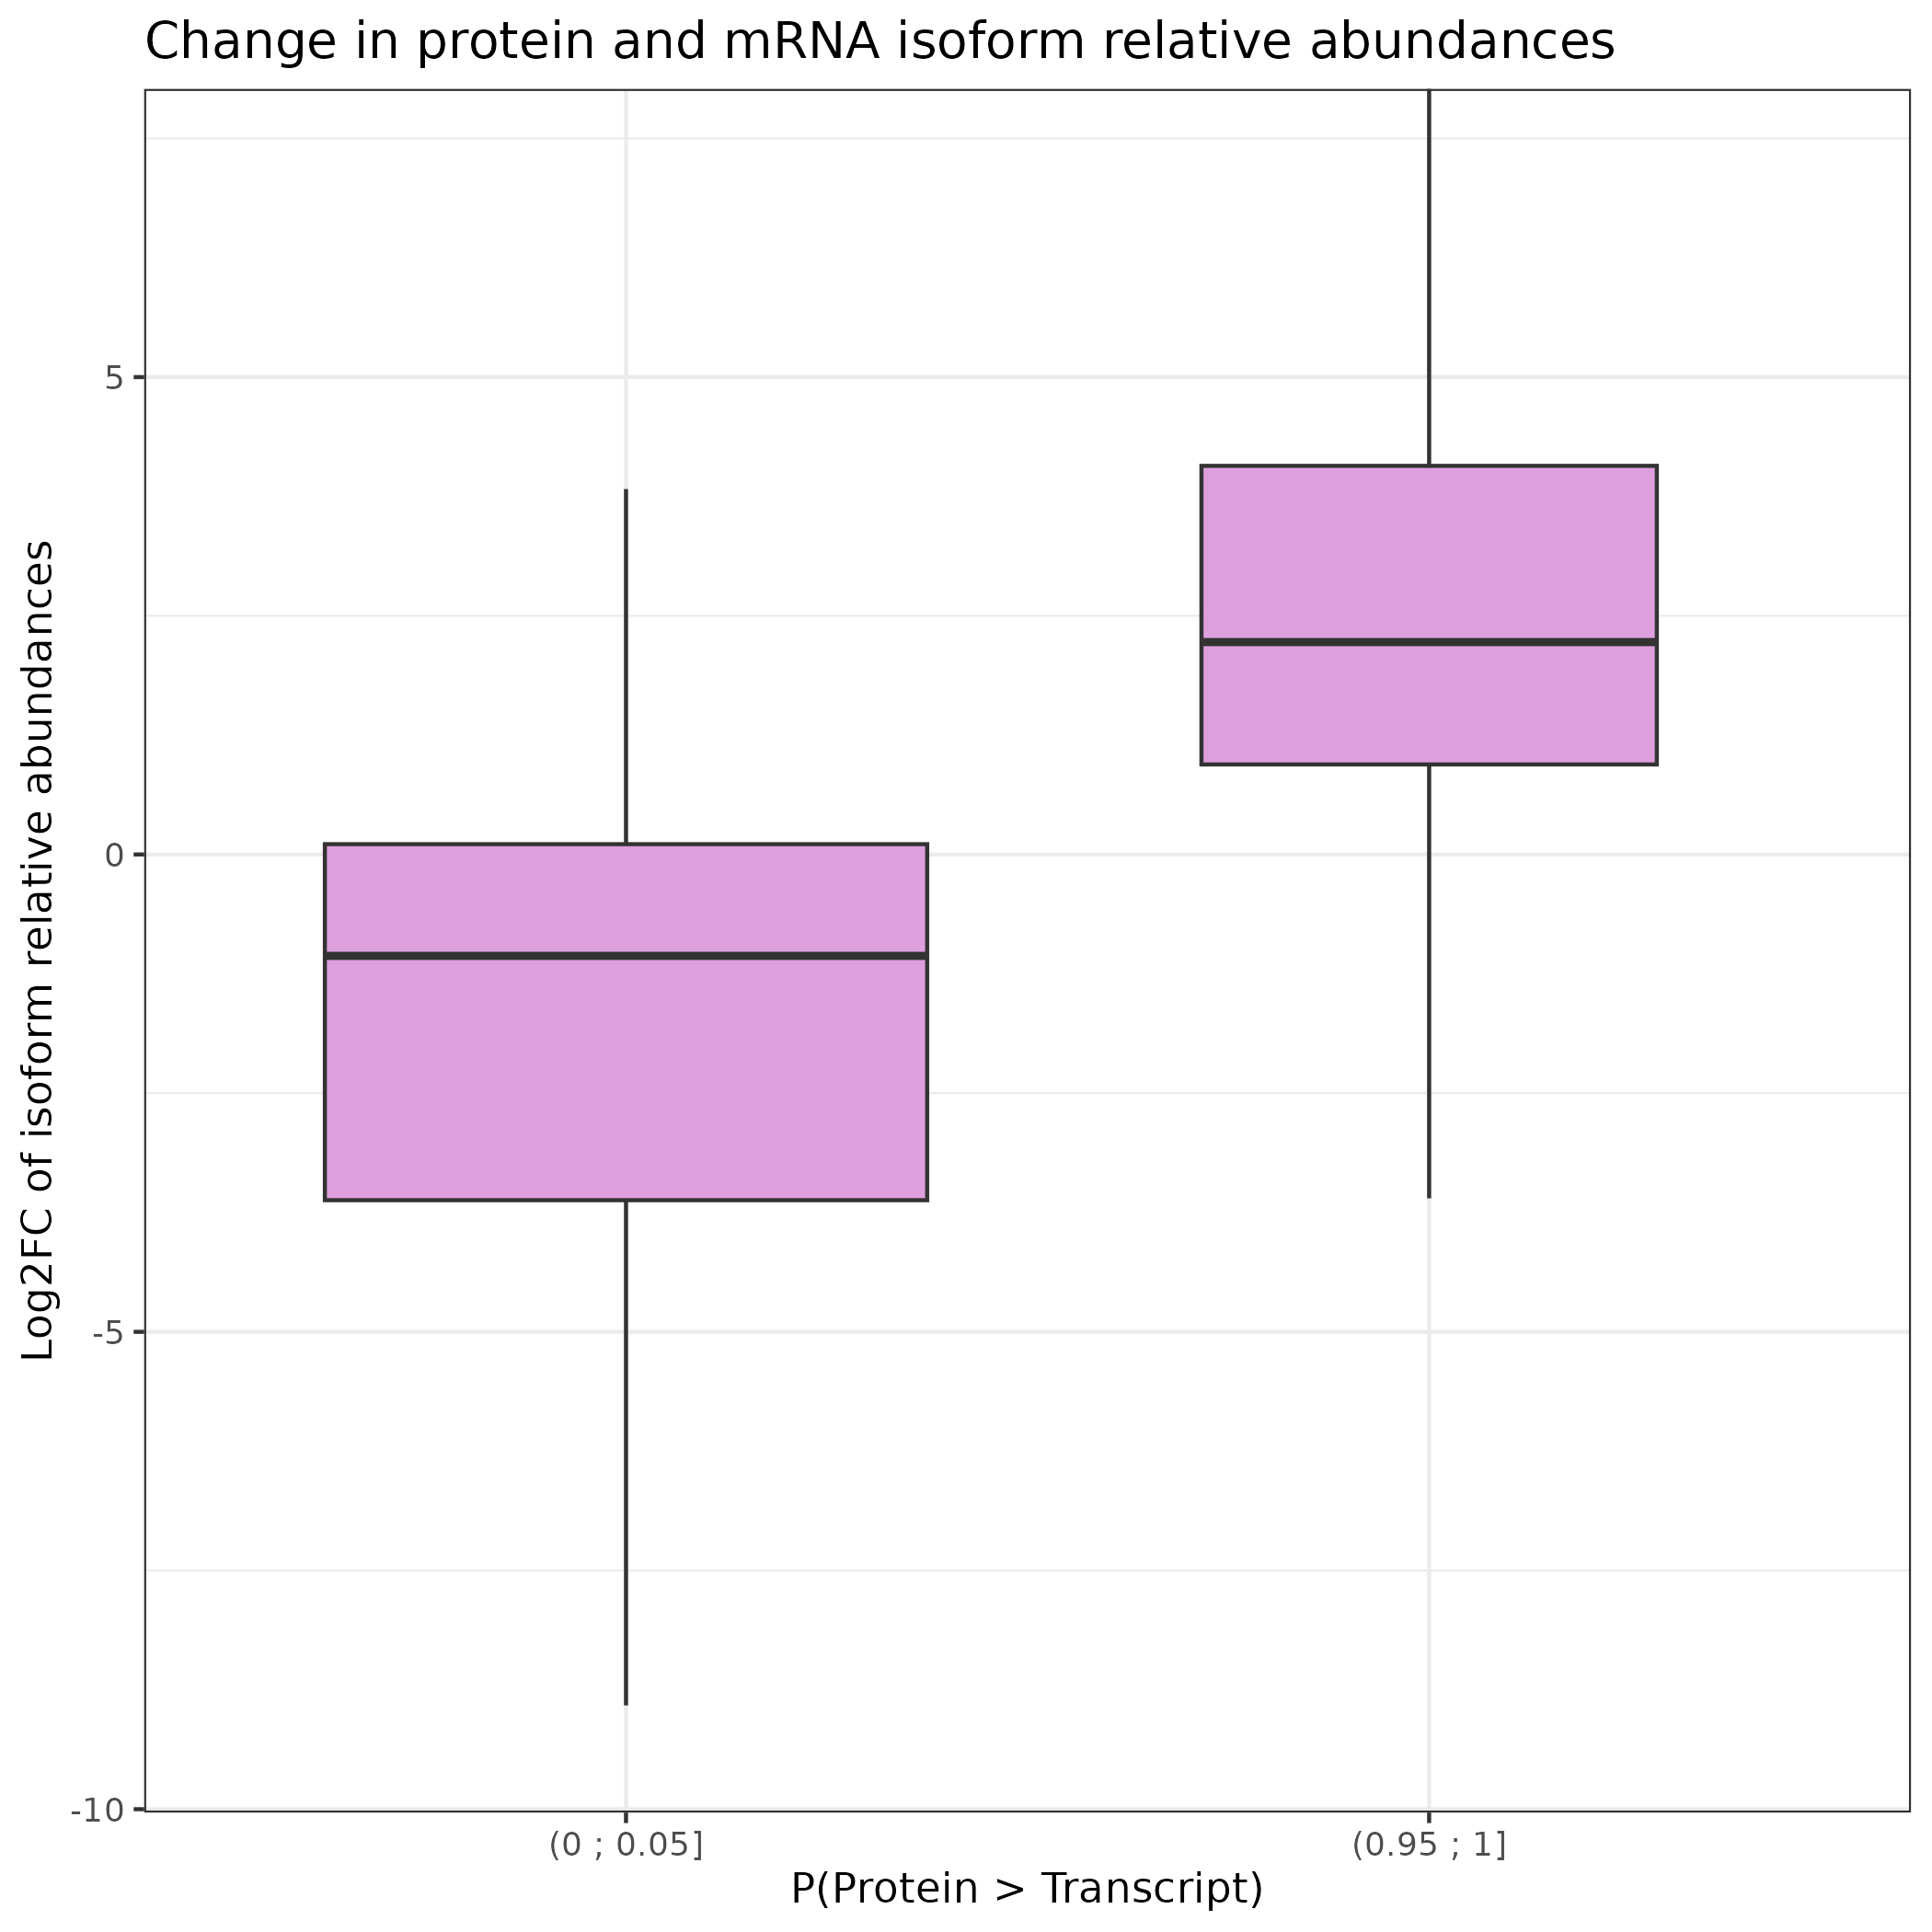 Change in protein and mRNA isoform relative abundances
Log2FC of isoform relative abundances
5
0
-5
-10
(0 ; 0.05]
(0.95 ; 1]
P(Protein > Transcript)